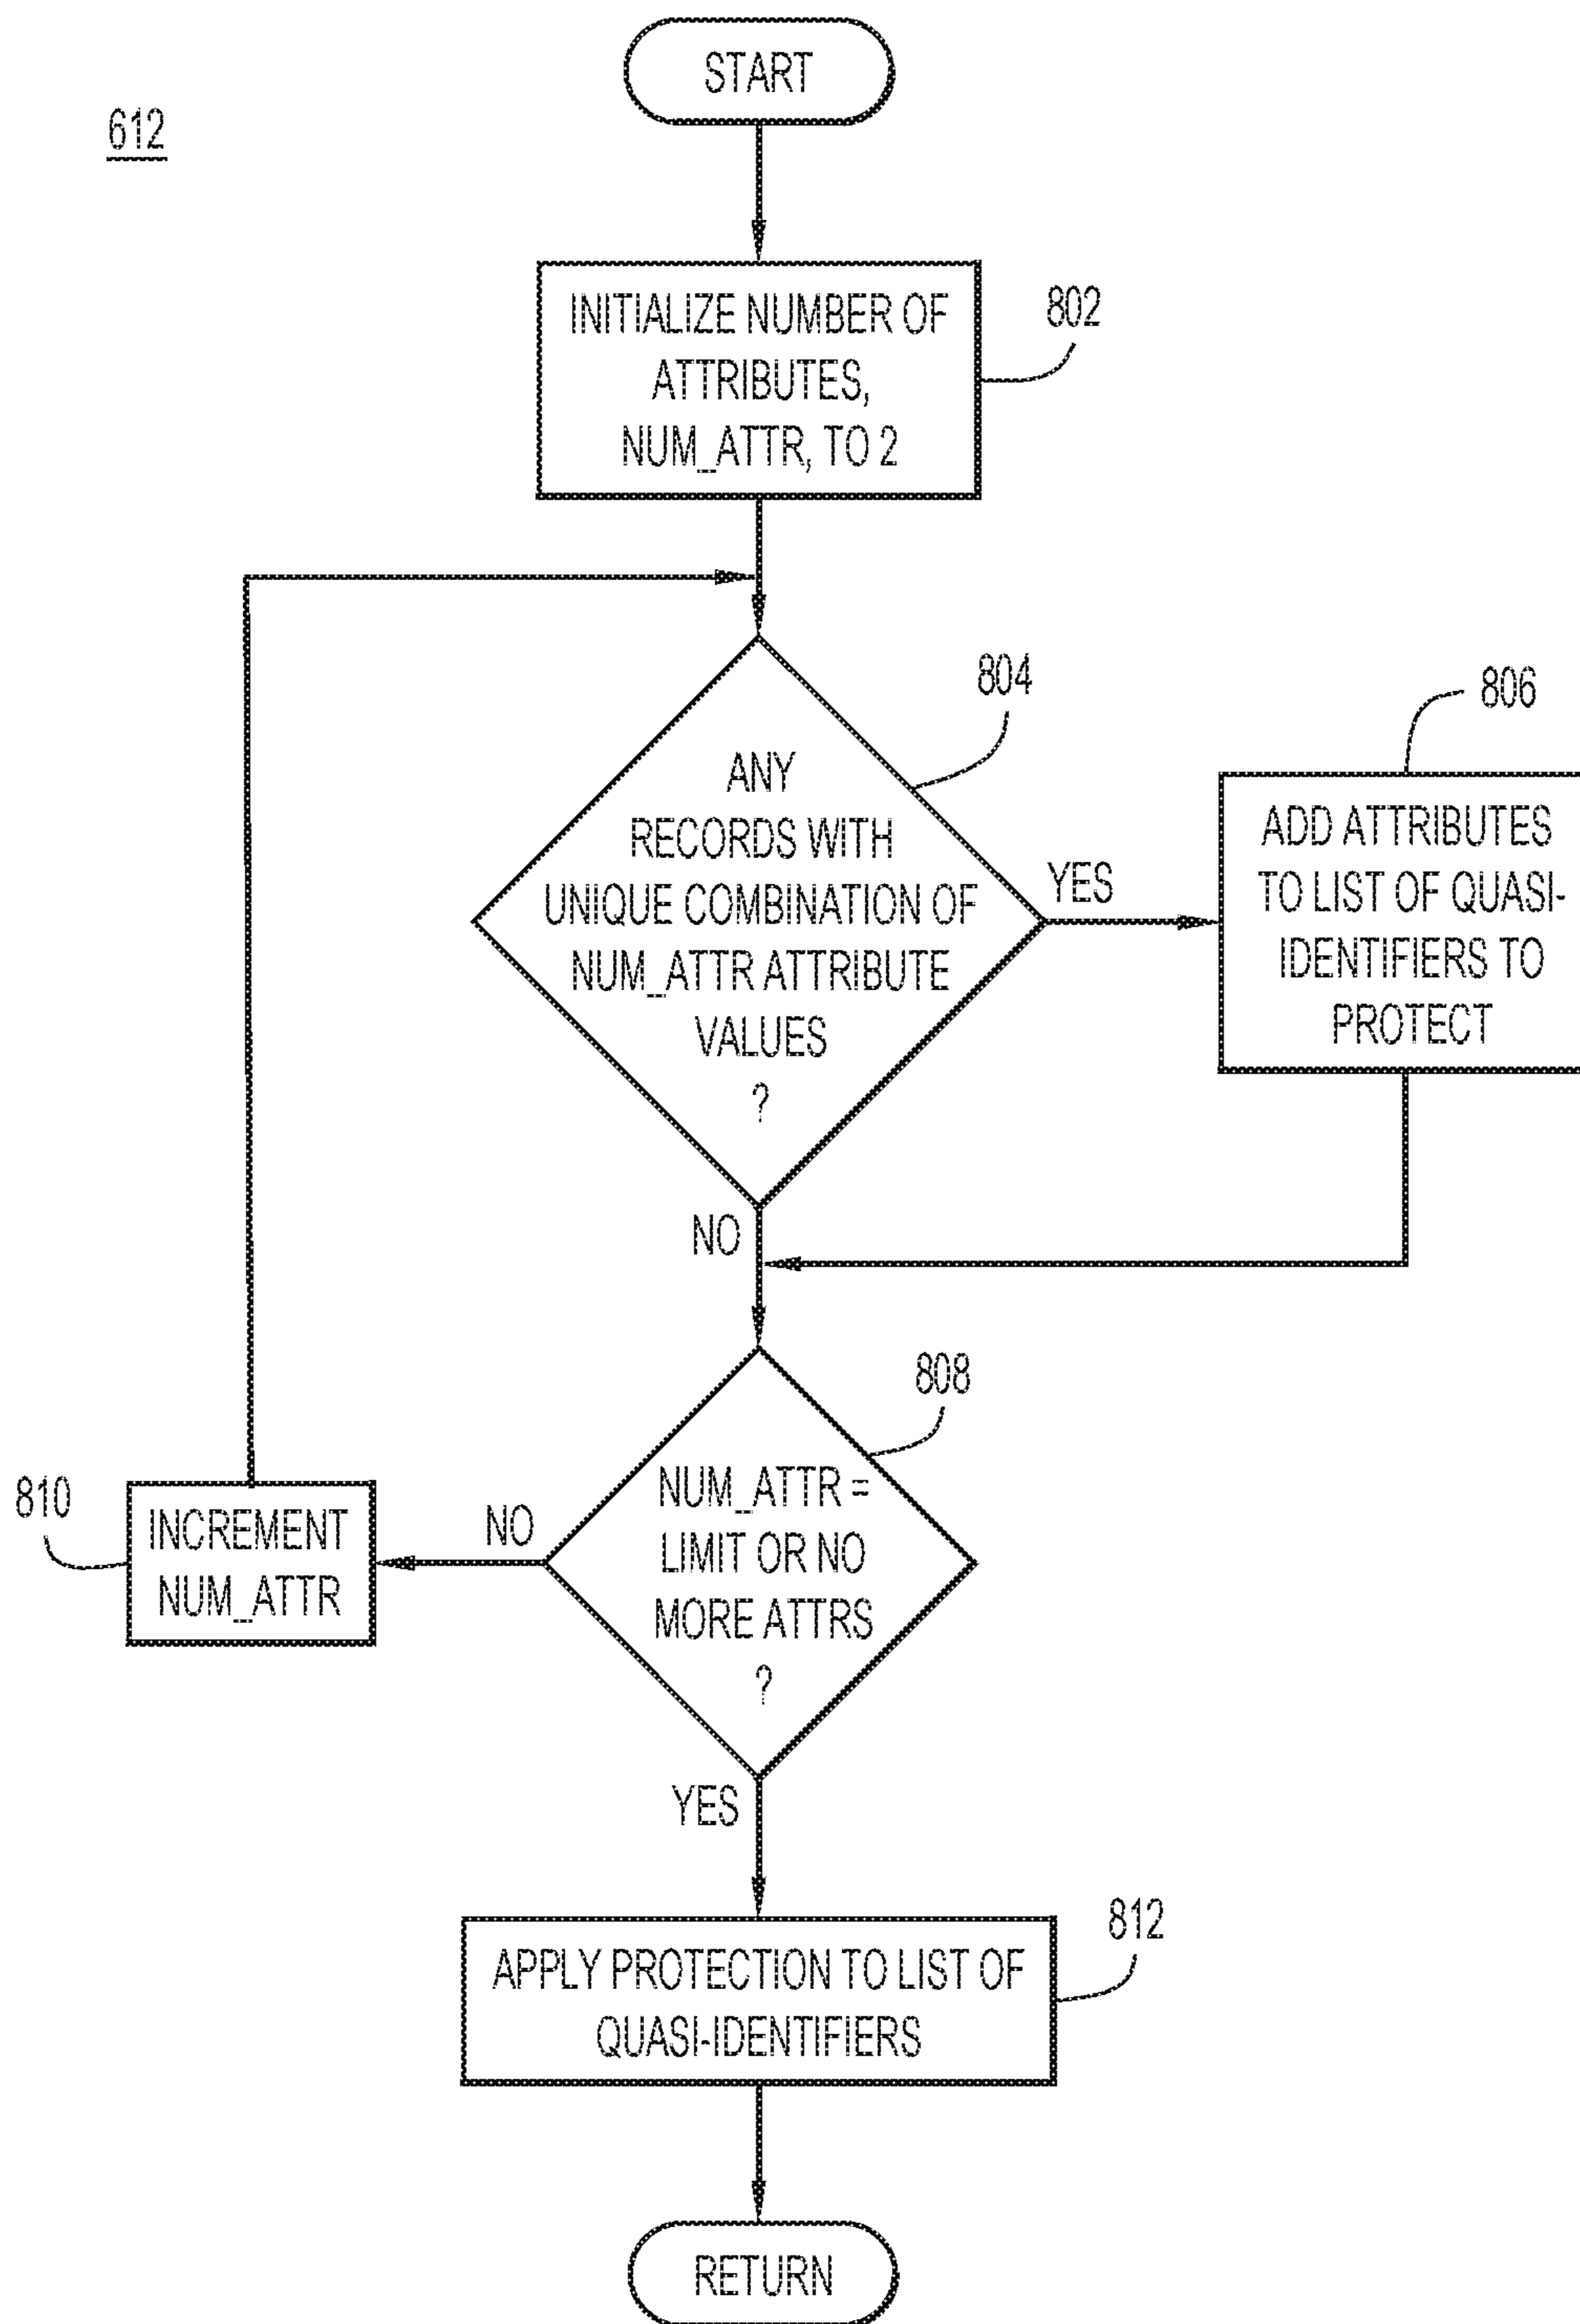 START
612
INITIALIZE NUMBER OF
ATTRIBUTES,
NUM_ATTR, TO 2
802
804
806
ANY
RECORDS WITH
UNIQUE COMBINATION OF
NUM_ATTR ATTRIBUTE
VALUES
?
YES
ADD ATTRIBUTES
TO LIST OF QUASI-
IDENTIFIERS TO
PROTECT
NO
808
NUM_ATTR =
LIMIT OR NO
MORE ATTRS
?
NO
810
INCREMENT
NUM_ATTR
YES
812
APPLY PROTECTION TO LIST OF
QUASI-IDENTIFIERS
RETURN